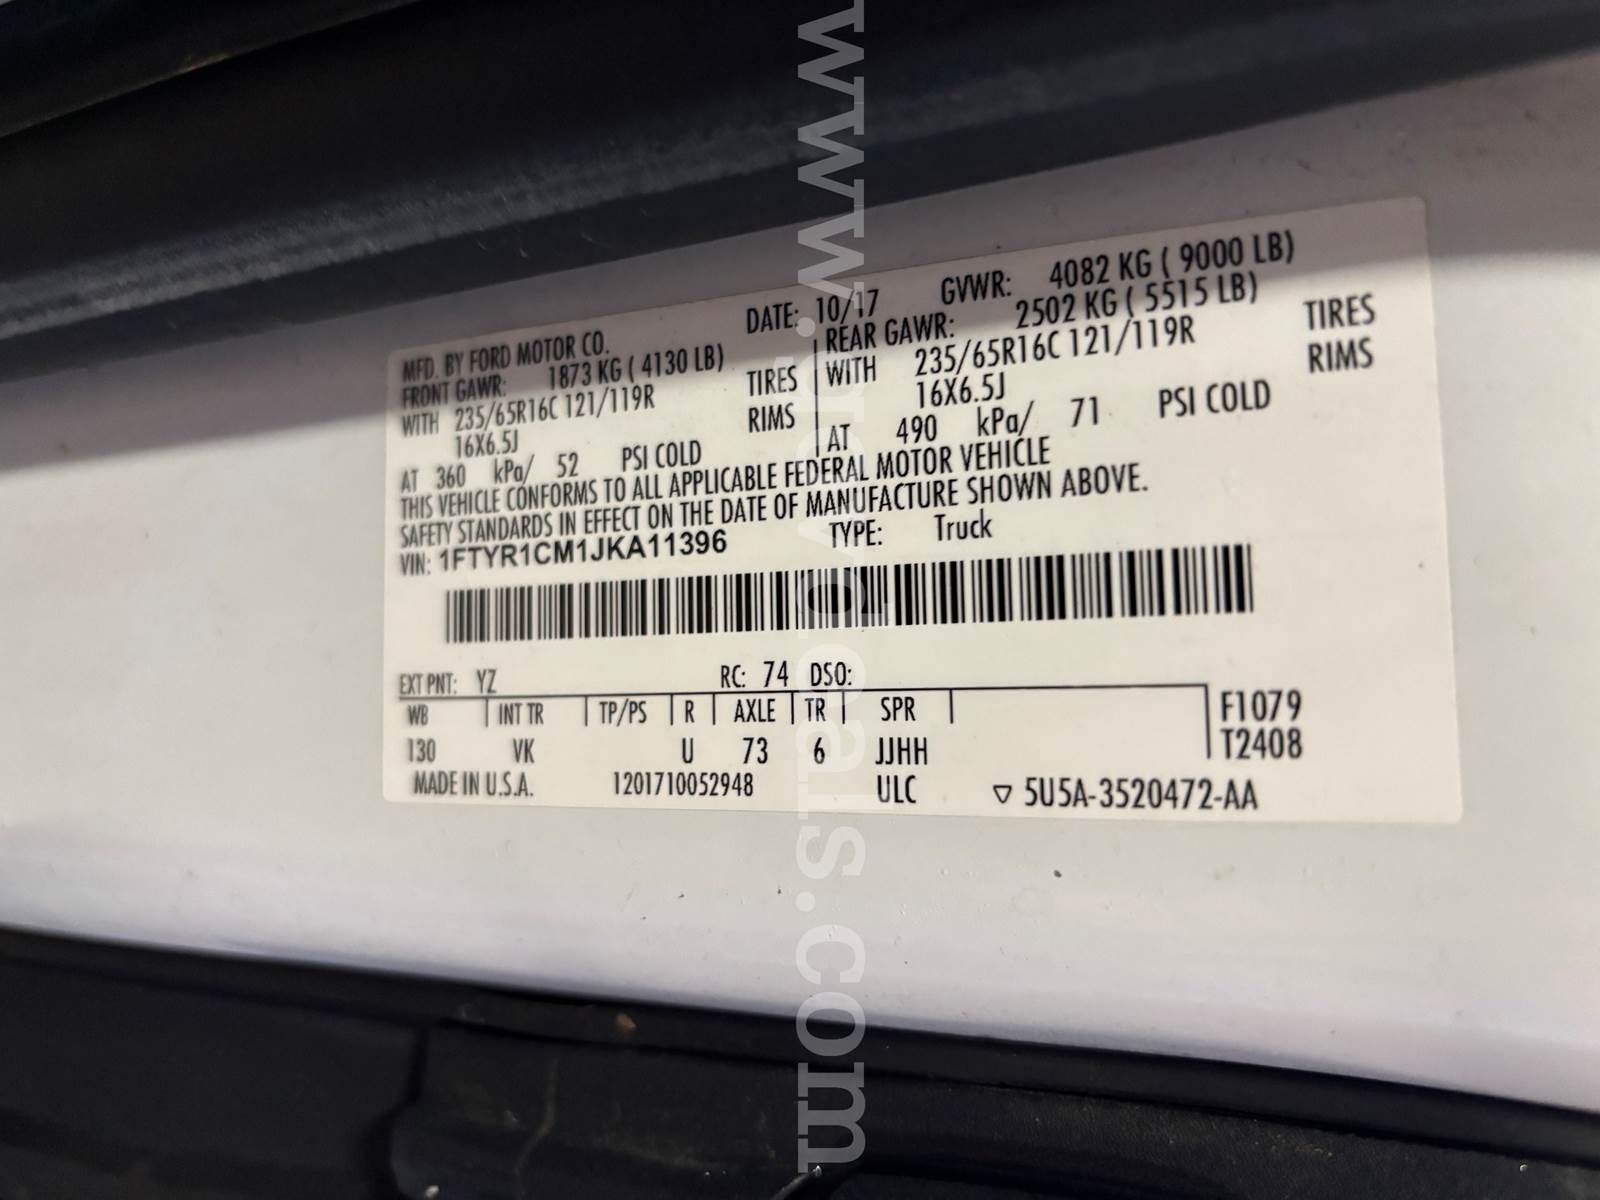 MFD. BY FORD MOTOR CO. DATE: 10/17 GVWR: 4082 KG ( 9000 LB)
FRONT GAWR: 1873 KG ( 4130 LB) REAR GAWR: 2502 KG ( 5515 LB)
WITH 235/65R16C 121/119R TIRES WITH 235/65R16C 121/119R TIRES
16X6.5J RIMS 16X6.5J RIMS
AT 360 kPa/ 52 PSI COLD AT 490 kPa/ 71 PSI COLD
THIS VEHICLE CONFORMS TO ALL APPLICABLE FEDERAL MOTOR VEHICLE
SAFETY STANDARDS IN EFFECT ON THE DATE OF MANUFACTURE SHOWN ABOVE.
VIN: 1FTYR1CM1JKA11396 TYPE: Truck
EXT PNT: YZ RC: 74 DSO:
WB INT TR TP/PS R AXLE TR SPR F1079
130 VK U 73 6 JJHH T2408
MADE IN U.S.A. 1201710052948 ULC ▽ 5U5A-3520472-AA